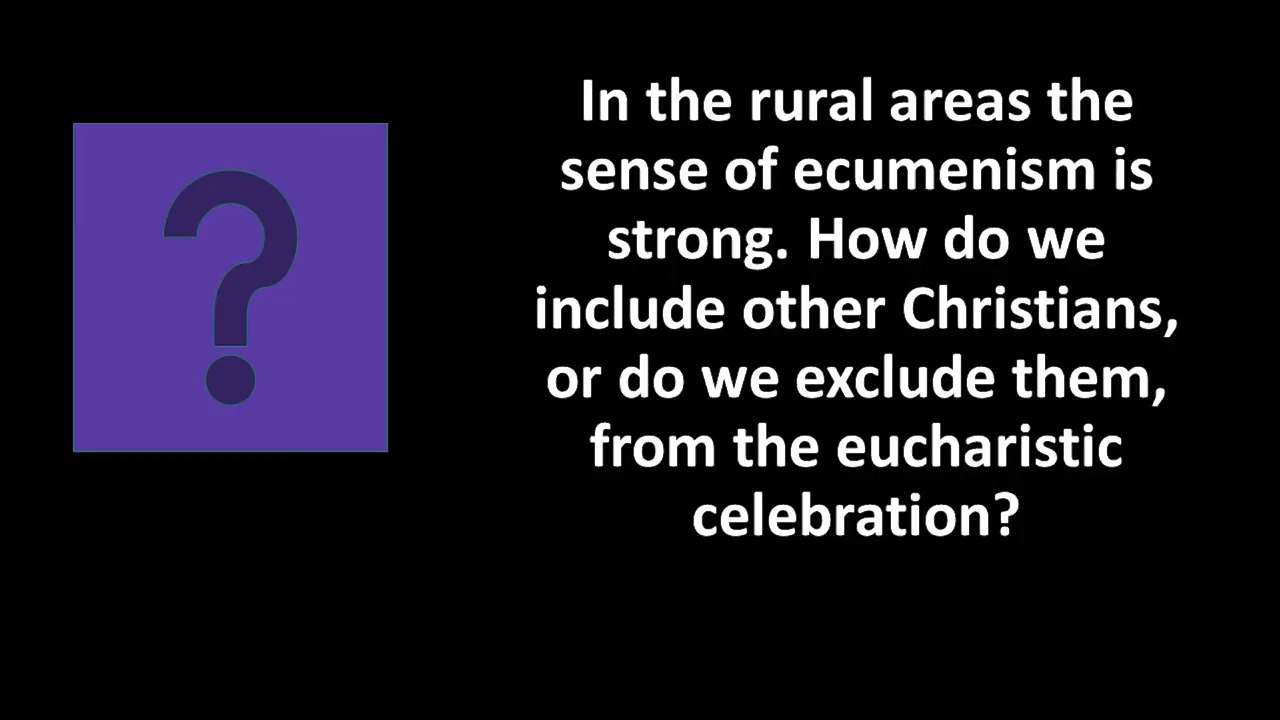 In the rural areas the
sense of ecumenism is
strong. How do we
include other Christians,
or do we exclude them,
from the eucharistic
celebration?